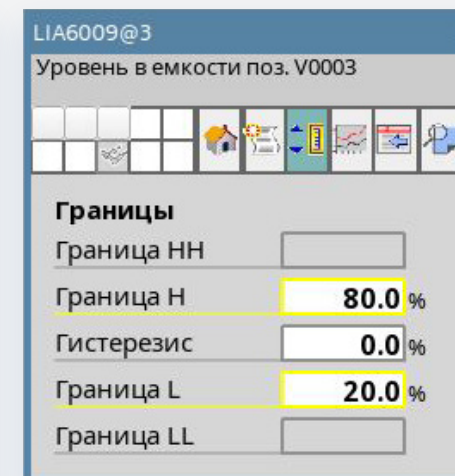 LIA6009@3
Уровень в емкости поз. V0003
Границы
Граница HH
Граница H 80.0 %
Гистерезис 0.0 %
Граница L 20.0 %
Граница LL